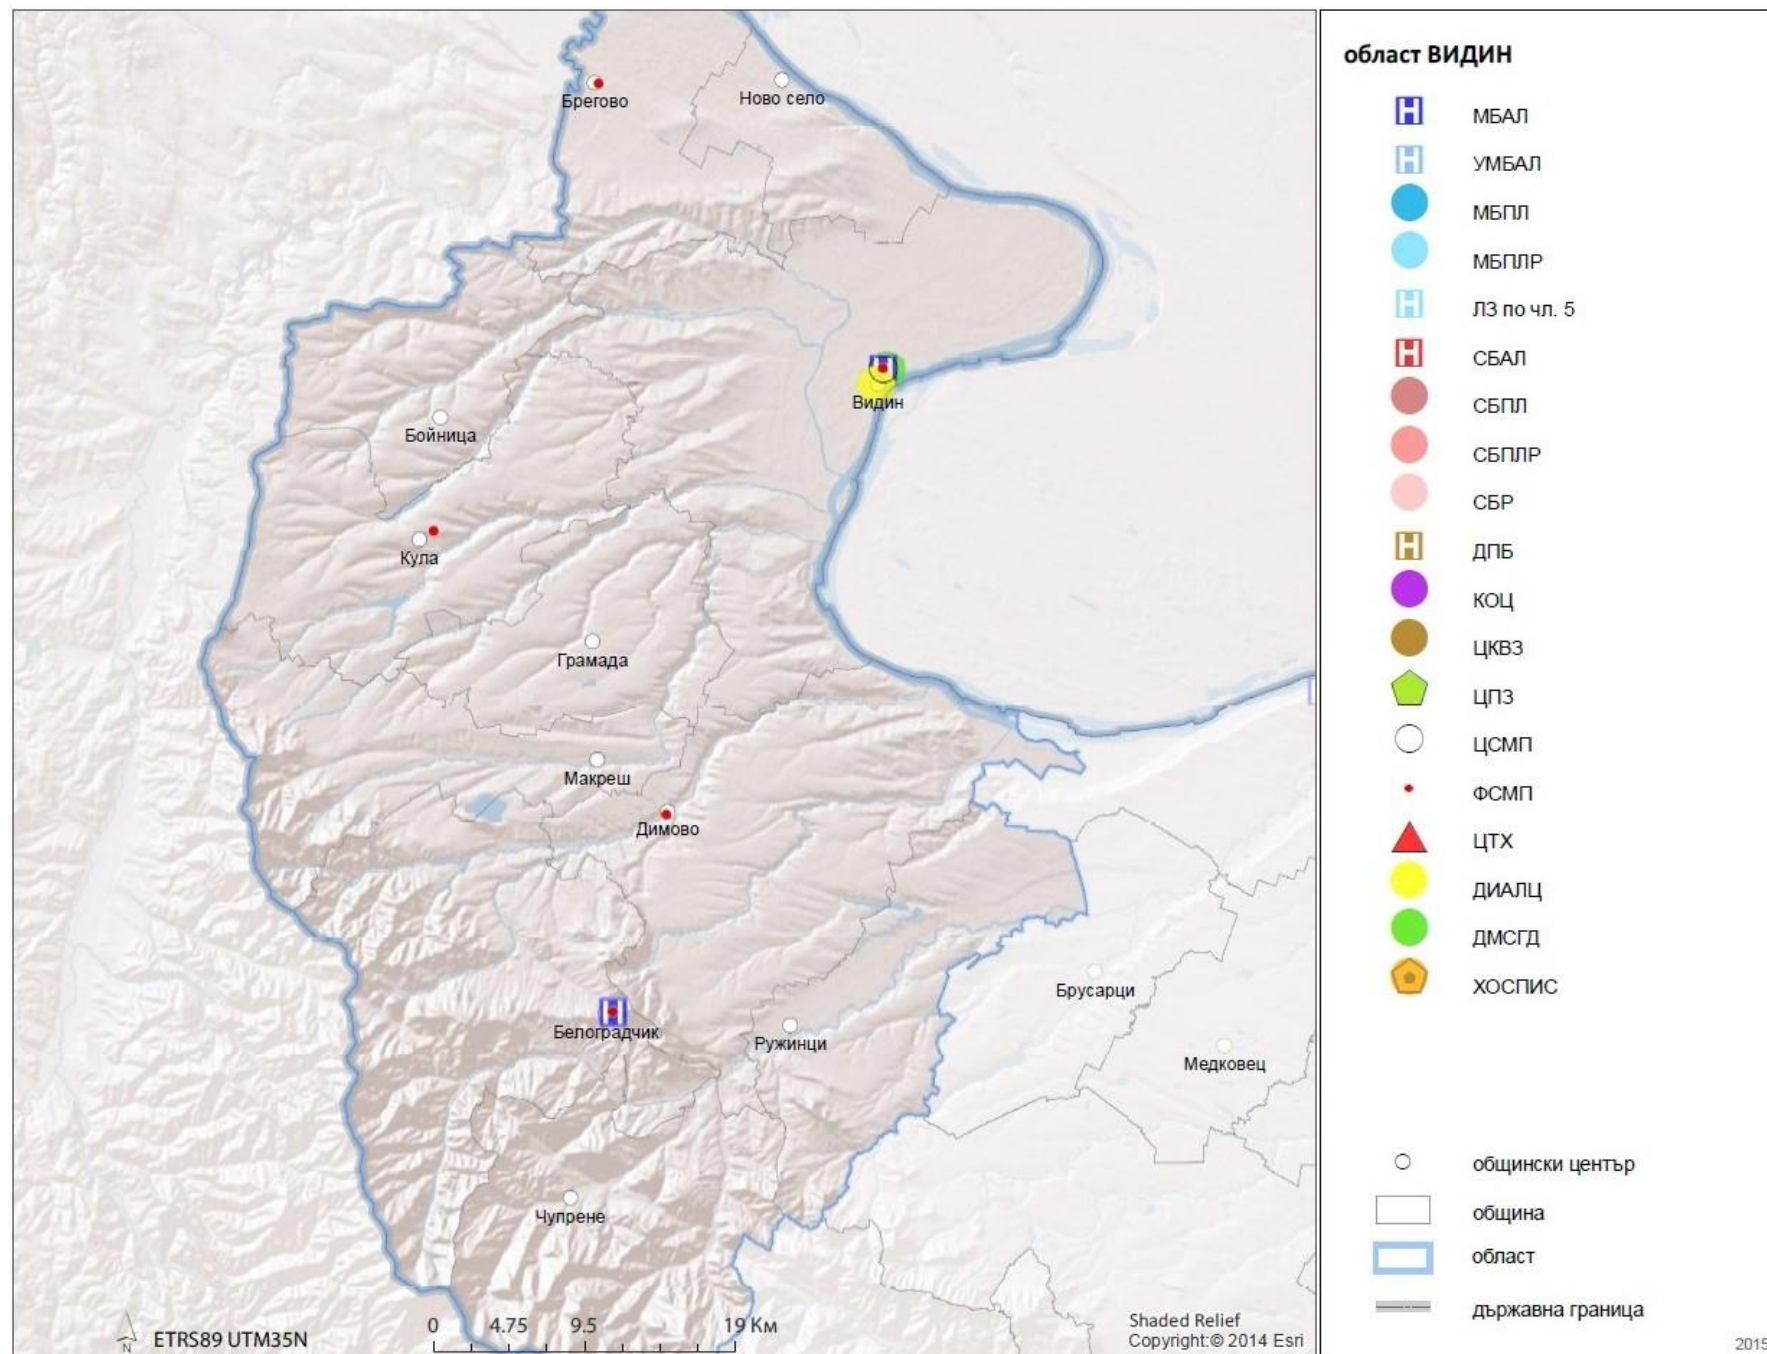 Брегово
Ново село
Видин
Бойница
Кула
Грамада
Макреш
Димово
Белоградчик
Ружинци
Брусарци
Медковец
Чупрене
N
ETRS89 UTM35N
0 4.75 9.5 19 Км
Shaded Relief
Copyright:© 2014 Esri
област ВИДИН
МБАЛ
УМБАЛ
МБПЛ
МБПЛР
ЛЗ по чл. 5
СБАЛ
СБПЛ
СБПЛР
СБР
ДПБ
КОЦ
ЦКВЗ
ЦПЗ
ЦСМП
ФСМП
ЦТХ
ДИАЛЦ
ДМСГД
ХОСПИС
общински център
община
област
държавна граница
2015